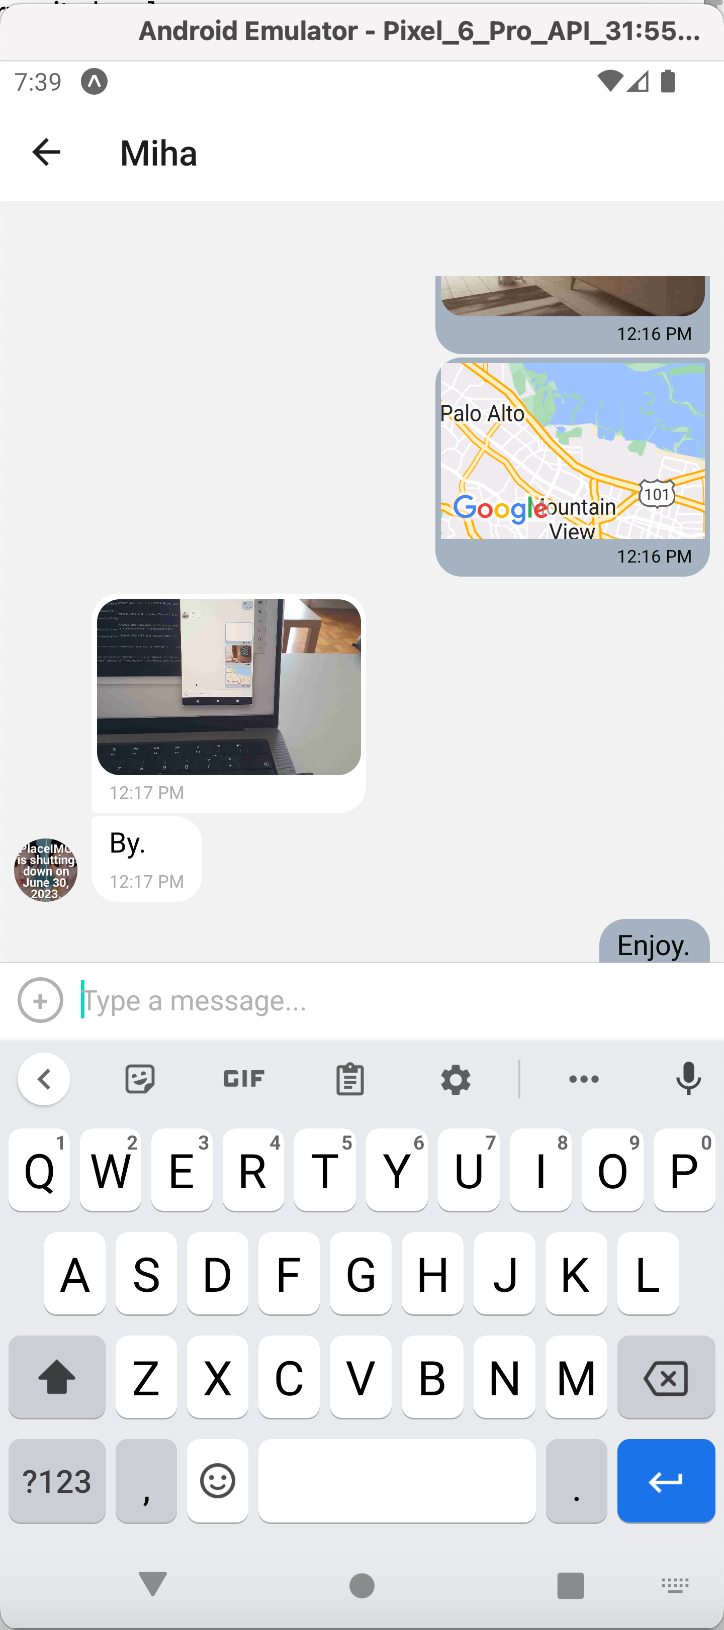 Android Emulator - Pixel_6_Pro_API_31:55...
7:39
Miha
12:16 PM
Palo Alto
101
Google
ountain
View
12:16 PM
12:17 PM
By.
12:17 PM
PlaceIMG
is shutting
down on
June 30,
2023.
Enjoy.
Type a message...
GIF
1 2 3 4 5 6 7 8 9 0
Q W E R T Y U I O P
A S D F G H J K L
Z X C V B N M
?123 , .